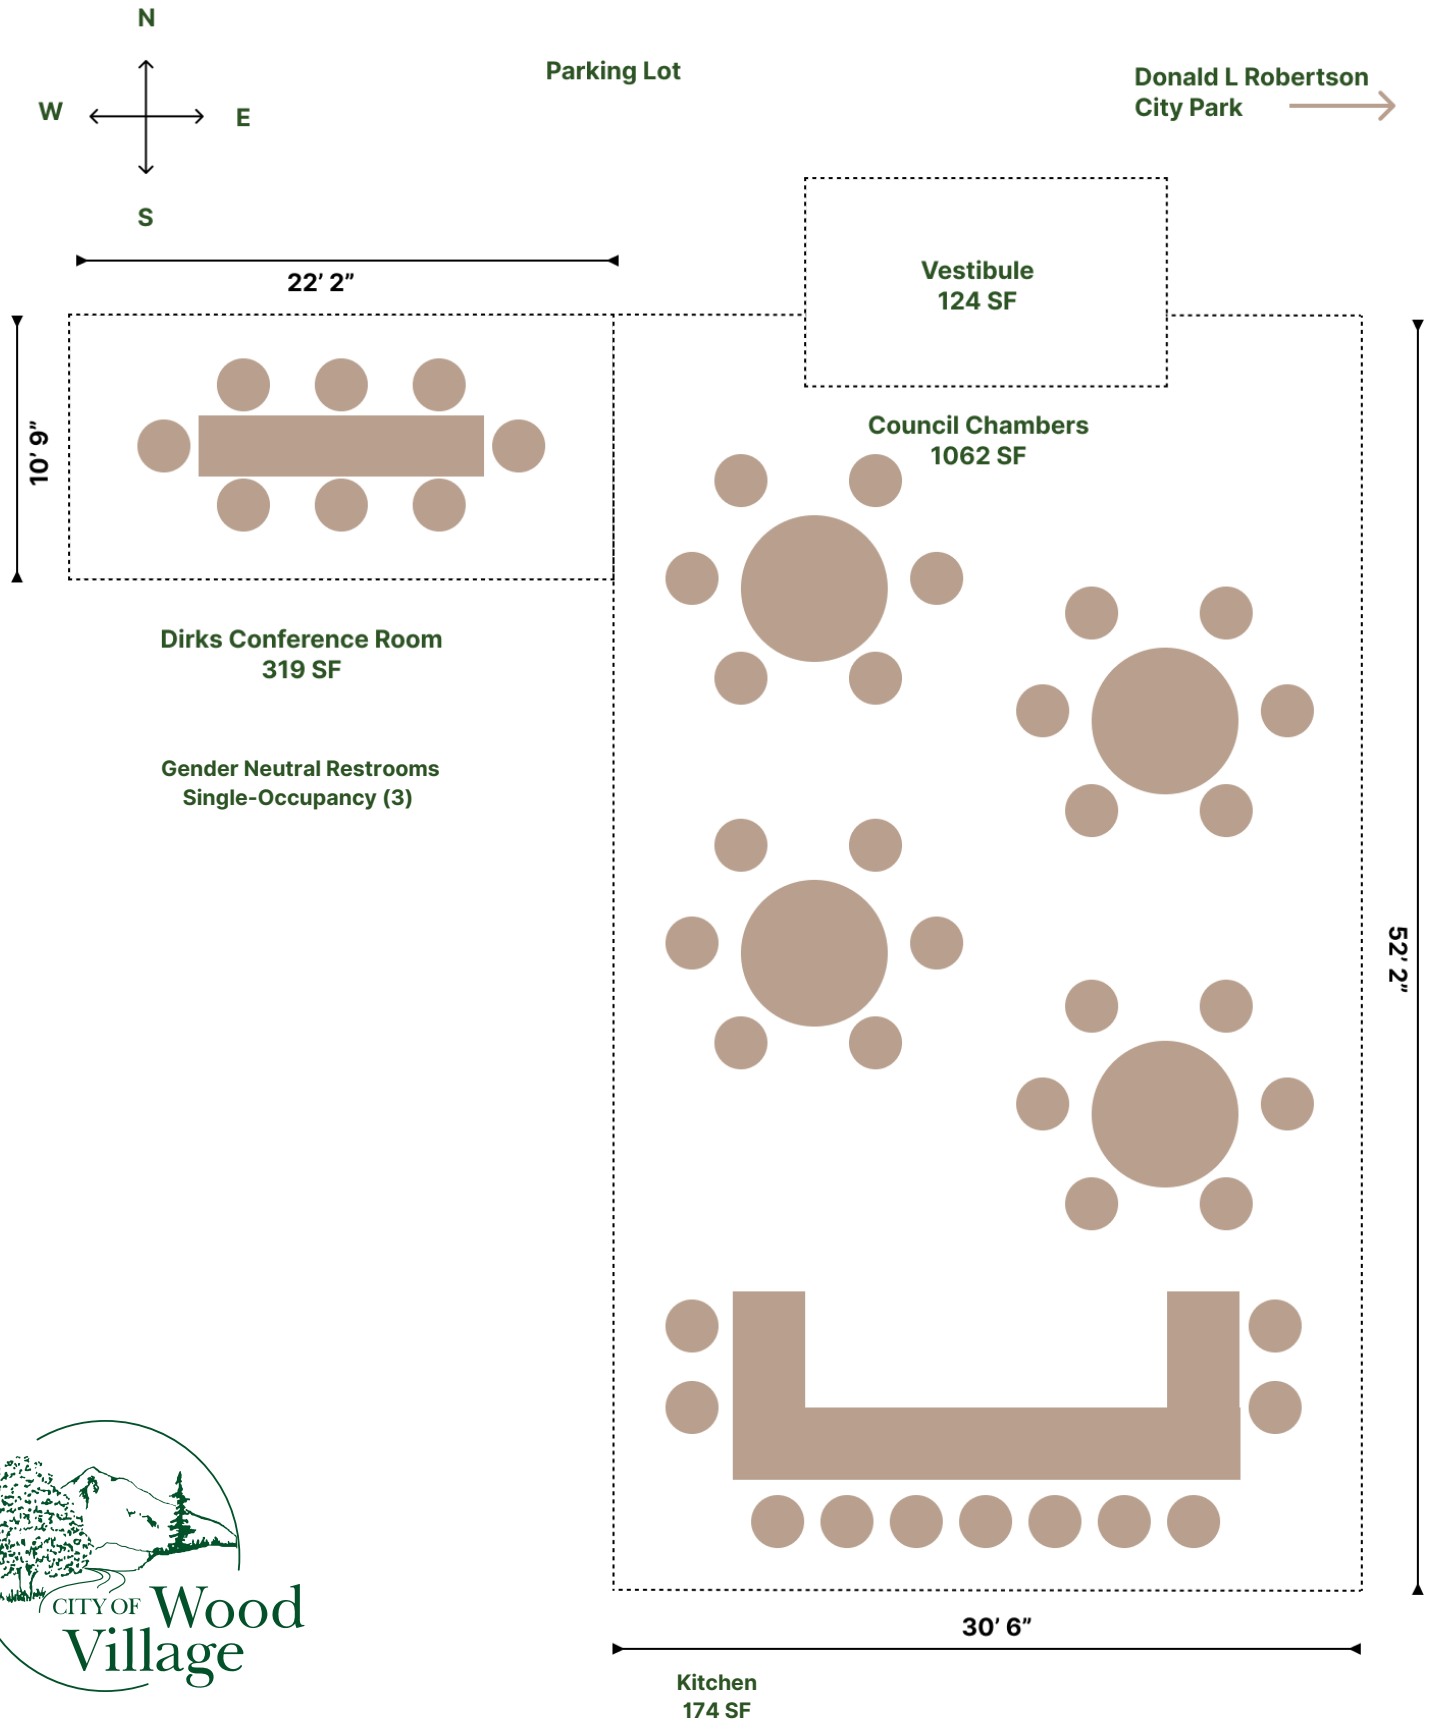 N
Parking Lot
Donald L Robertson
City Park
W
E
S
22’ 2”
Vestibule
124 SF
10’ 9”
Council Chambers
1062 SF
Dirks Conference Room
319 SF
Gender Neutral Restrooms
Single-Occupancy (3)
52’ 2”
CITY OF Wood
Village
30’ 6”
Kitchen
174 SF